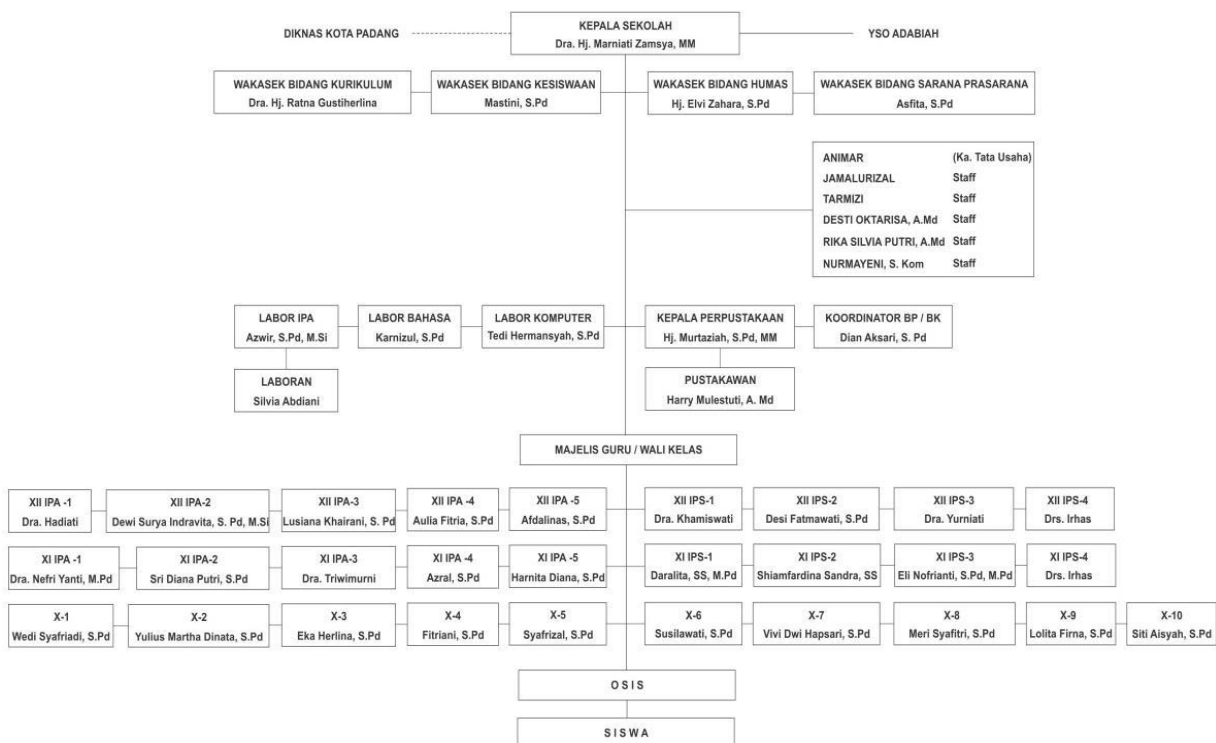 KEPALA SEKOLAH
Dra. Hj. Marniati Zamsya, MM
DIKNAS KOTA PADANG
YSO ADABIAH
WAKASEK BIDANG KURIKULUM
Dra. Hj. Ratna Gustiherlina
WAKASEK BIDANG KESISWAAN
Mastini, S.Pd
WAKASEK BIDANG HUMAS
Hj. Elvi Zahara, S.Pd
WAKASEK BIDANG SARANA PRASARANA
Asfita, S.Pd
ANIMAR (Ka. Tata Usaha)
JAMALURIZAL Staff
TARMIZI Staff
DESTI OKTARISA, A.Md Staff
RIKA SILVIA PUTRI, A.Md Staff
NURMAYENI, S. Kom Staff
LABOR IPA
Azwir, S.Pd, M.Si
LABOR BAHASA
Karnizul, S.Pd
LABOR KOMPUTER
Tedi Hermansyah, S.Pd
KEPALA PERPUSTAKAAN
Hj. Murtaziah, S.Pd, MM
KOORDINATOR BP / BK
Dian Aksari, S. Pd
LABORAN
Silvia Abdiani
PUSTAKAWAN
Harry Mulestuti, A. Md
MAJELIS GURU / WALI KELAS
XII IPA -1
Dra. Hadiati
XII IPA-2
Dewi Surya Indravita, S. Pd, M.Si
XII IPA-3
Lusiana Khairani, S. Pd
XII IPA -4
Aulia Fitria, S.Pd
XII IPA -5
Afdalinas, S.Pd
XII IPS-1
Dra. Khamiswati
XII IPS-2
Desi Fatmawati, S.Pd
XII IPS-3
Dra. Yurniati
XII IPS-4
Drs. Irhas
XI IPA -1
Dra. Nefri Yanti, M.Pd
XI IPA-2
Sri Diana Putri, S.Pd
XI IPA-3
Dra. Triwimurni
XI IPA -4
Azral, S.Pd
XI IPA -5
Harnita Diana, S.Pd
XI IPS-1
Daralita, SS, M.Pd
XI IPS-2
Shiamfardina Sandra, SS
XI IPS-3
Eli Nofrianti, S.Pd, M.Pd
XI IPS-4
Drs. Irhas
X-1
Wedi Syafriadi, S.Pd
X-2
Yulius Martha Dinata, S.Pd
X-3
Eka Herlina, S.Pd
X-4
Fitriani, S.Pd
X-5
Syafrizal, S.Pd
X-6
Susilawati, S.Pd
X-7
Vivi Dwi Hapsari, S.Pd
X-8
Meri Syafitri, S.Pd
X-9
Lolita Firna, S.Pd
X-10
Siti Aisyah, S.Pd
O S I S
S I S W A